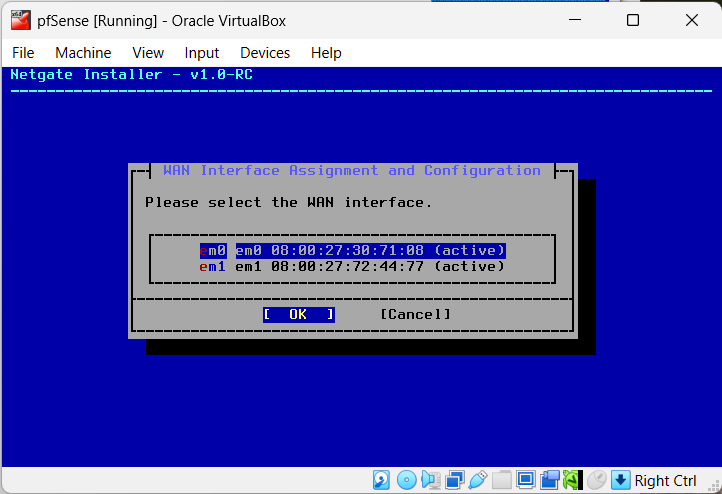 pfSense [Running] - Oracle VirtualBox
File Machine View Input Devices Help
Netgate Installer - v1.0-RC
WAN Interface Assignment and Configuration
Please select the WAN interface.
em0 em0 08:00:27:30:71:08 (active)
em1 em1 08:00:27:72:44:77 (active)
[ OK ] [Cancel]
Right Ctrl